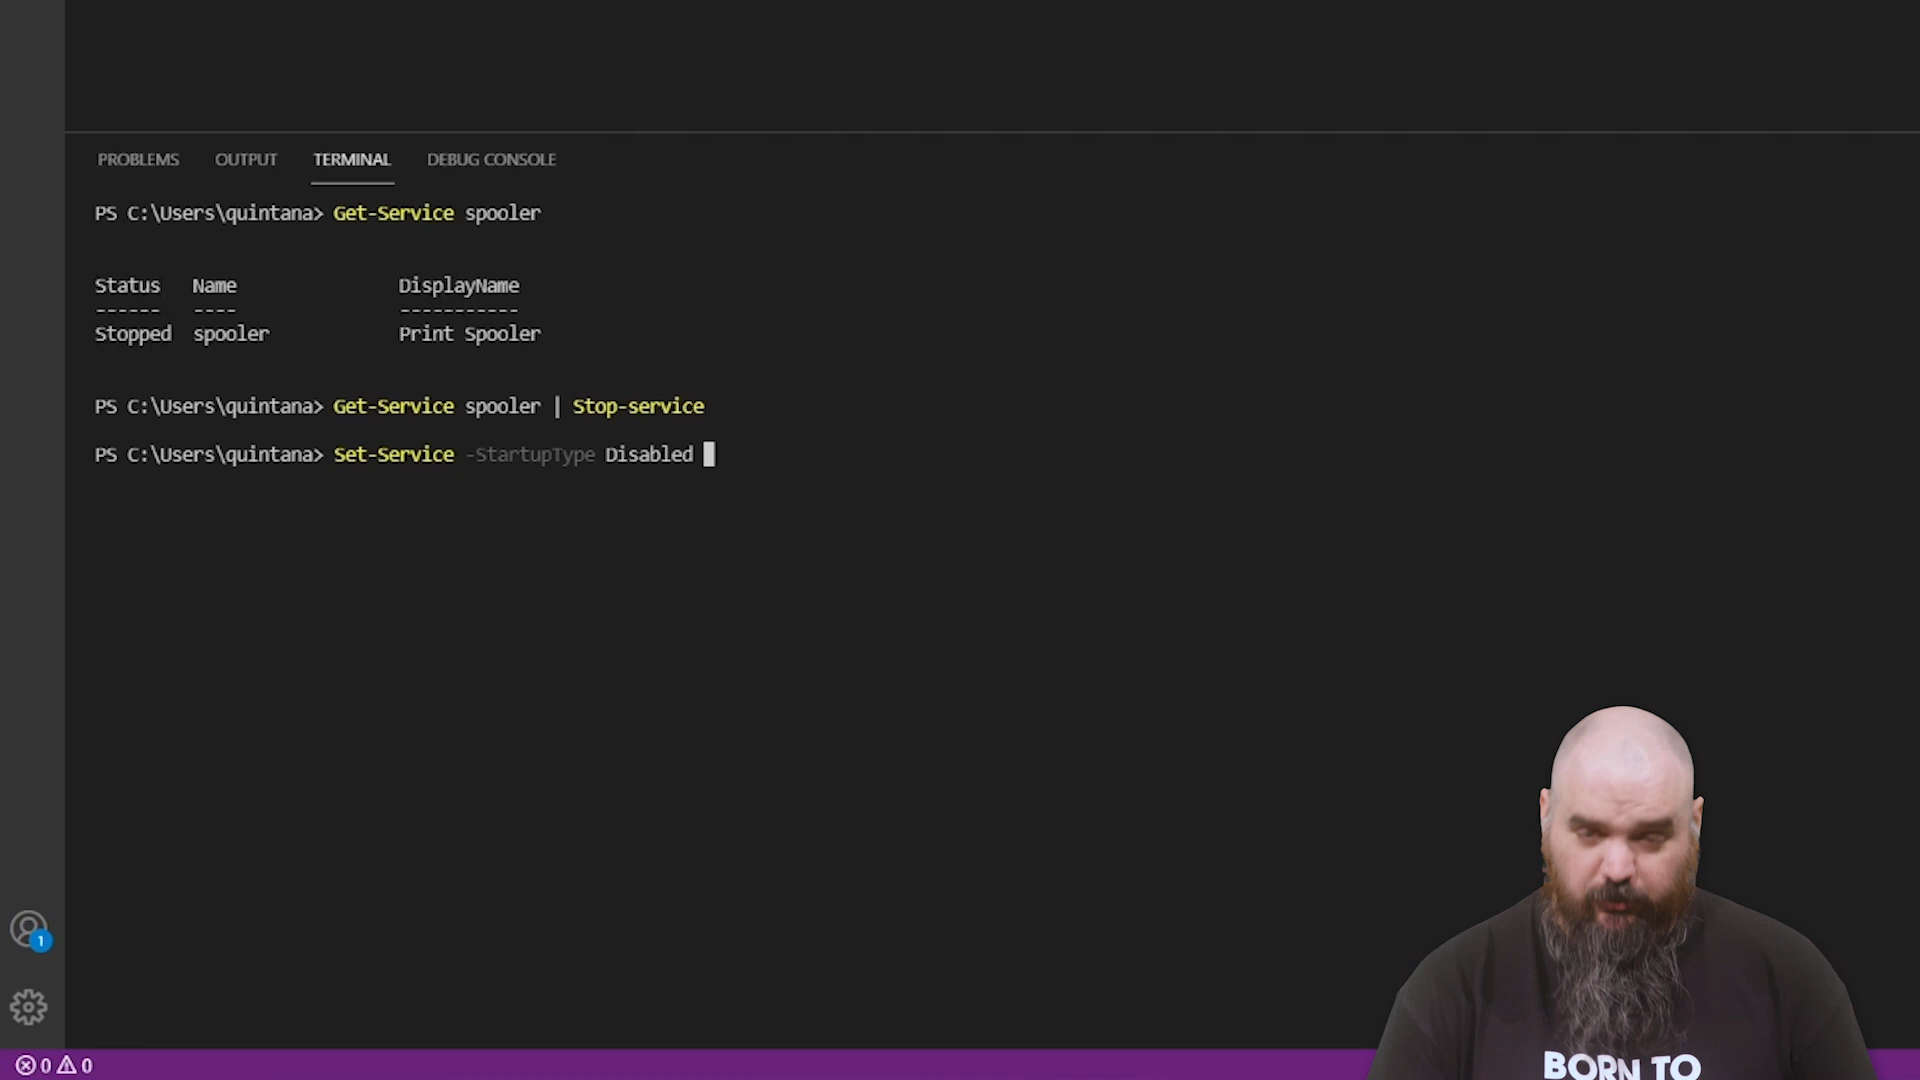 PROBLEMS OUTPUT TERMINAL DEBUG CONSOLE
PS C:\Users\quintana> Get-Service spooler
Status Name DisplayName
------ ---- -----------
Stopped spooler Print Spooler
PS C:\Users\quintana> Get-Service spooler | Stop-service
PS C:\Users\quintana> Set-Service -StartupType Disabled
1
0 0
BORN TO